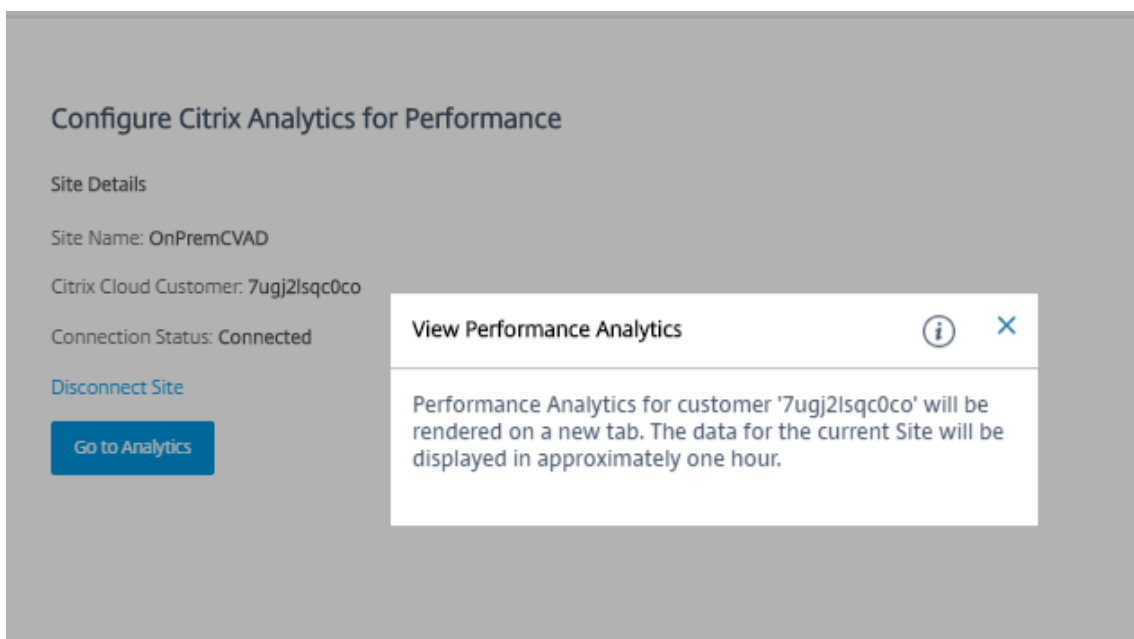 Configure Citrix Analytics for Performance
Site Details
Site Name: OnPremCVAD
Citrix Cloud Customer: 7ugj2lsqc0co
Connection Status: Connected
Disconnect Site
Go to Analytics
View Performance Analytics
Performance Analytics for customer '7ugj2lsqc0co' will be
rendered on a new tab. The data for the current Site will be
displayed in approximately one hour.